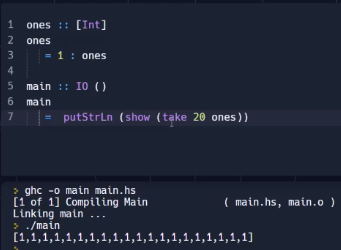 1 ones :: [Int]
2 ones
3 = 1 : ones
4
5 main :: IO ()
6 main
7 = putStrLn (show (take 20 ones))
> ghc -o main main.hs
[1 of 1] Compiling Main ( main.hs, main.o )
Linking main ...
> ./main
[1,1,1,1,1,1,1,1,1,1,1,1,1,1,1,1,1,1,1,1]
>